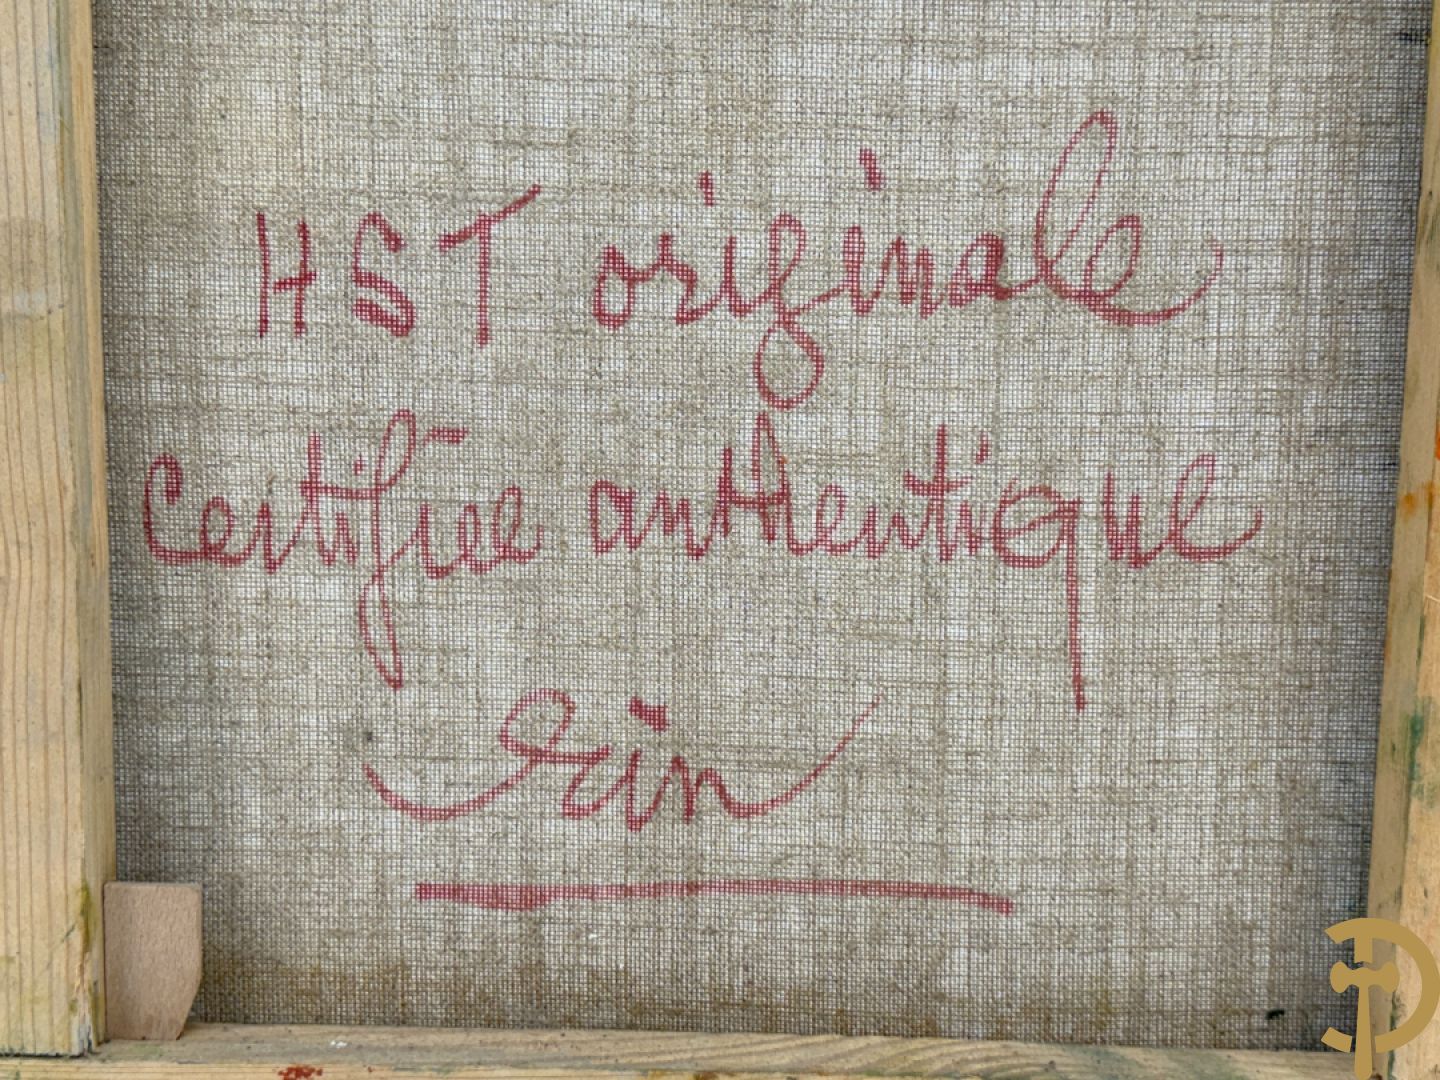 HST originale
Certifiée authentique